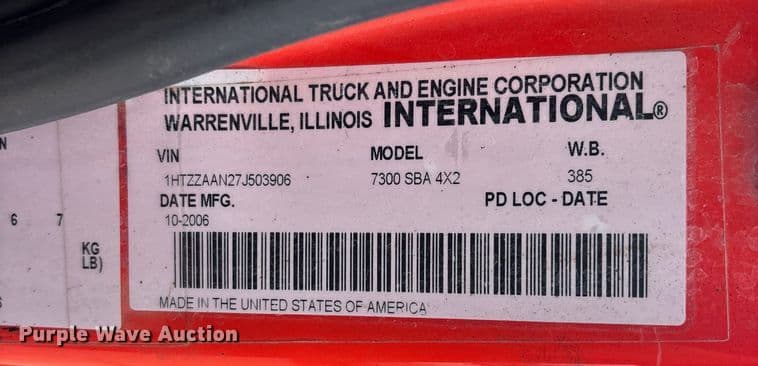 INTERNATIONAL TRUCK AND ENGINE CORPORATION
WARRENVILLE, ILLINOIS INTERNATIONAL®
VIN MODEL W.B.
1HTZZAAN27J503906 7300 SBA 4X2 385
DATE MFG. PD LOC - DATE
10-2006
MADE IN THE UNITED STATES OF AMERICA
N
6 7
KG
LB)
Purple Wave Auction